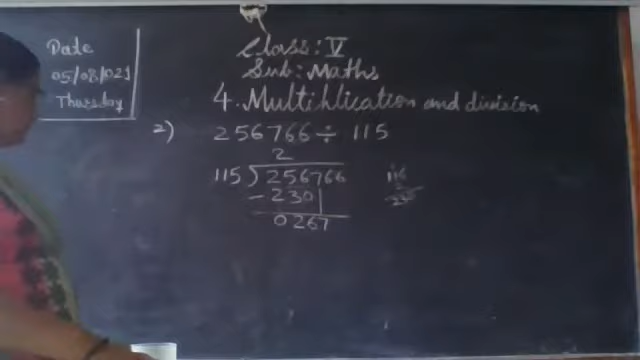 Date
05/08/021
Thursday
Class: V
Sub: Maths
4. Multiplication and division
2) 256766 ÷ 115
2
115 ) 256766
- 230
0267